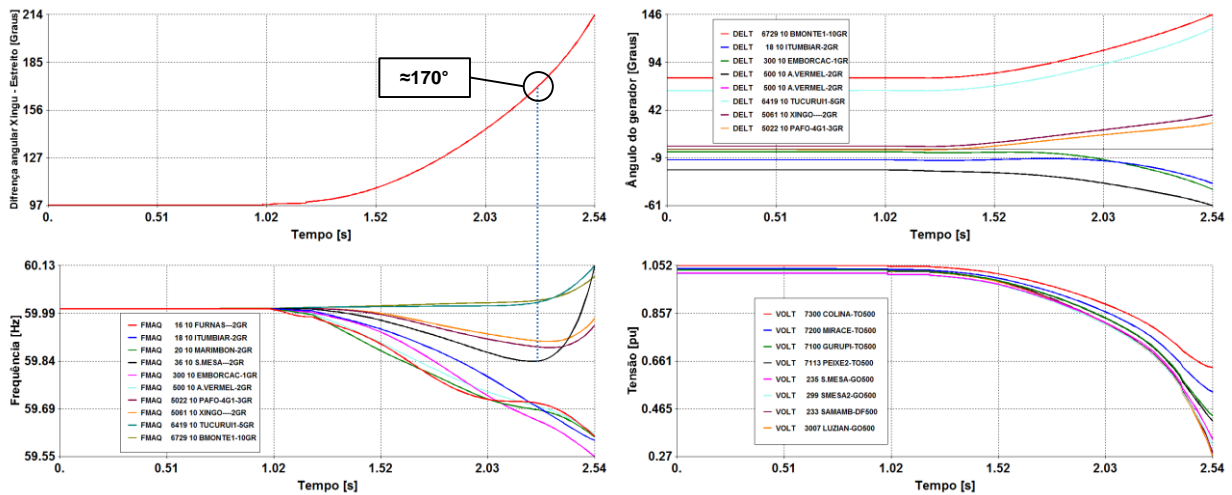 Difrença angular Xingu - Estreito [Graus]
214
185
156
127
97
≈170°
0.
0.51
1.02
1.52
2.03
2.54
Tempo [s]
Ângulo do gerador [Graus]
146
94
42
-9
-61
DELT 6729 10 BMONTE1-10GR
DELT 18 10 ITUMBIAR-2GR
DELT 300 10 EMBORCAC-1GR
DELT 500 10 A.VERMEL-2GR
DELT 500 10 A.VERMEL-2GR
DELT 6419 10 TUCURUI1-5GR
DELT 5061 10 XINGO----2GR
DELT 5022 10 PAFO-4G1-3GR
0.
0.51
1.02
1.52
2.03
2.54
Tempo [s]
Frequência [Hz]
60.13
59.99
59.84
59.69
59.55
FMAQ 16 10 FURNAS---2GR
FMAQ 18 10 ITUMBIAR-2GR
FMAQ 20 10 MARIMBON-2GR
FMAQ 36 10 S.MESA---2GR
FMAQ 300 10 EMBORCAC-1GR
FMAQ 500 10 A.VERMEL-2GR
FMAQ 5022 10 PAFO-4G1-3GR
FMAQ 5061 10 XINGO----2GR
FMAQ 6419 10 TUCURUI1-5GR
FMAQ 6729 10 BMONTE1-10GR
0.
0.51
1.02
1.52
2.03
2.54
Tempo [s]
Tensão [pu]
1.052
0.857
0.661
0.465
0.27
VOLT 7300 COLINA-TO500
VOLT 7200 MIRACE-TO500
VOLT 7100 GURUPI-TO500
VOLT 7113 PEIXE2-TO500
VOLT 235 S.MESA-GO500
VOLT 299 SMESA2-GO500
VOLT 233 SAMAMB-DF500
VOLT 3007 LUZIAN-GO500
0.
0.51
1.02
1.52
2.03
2.54
Tempo [s]